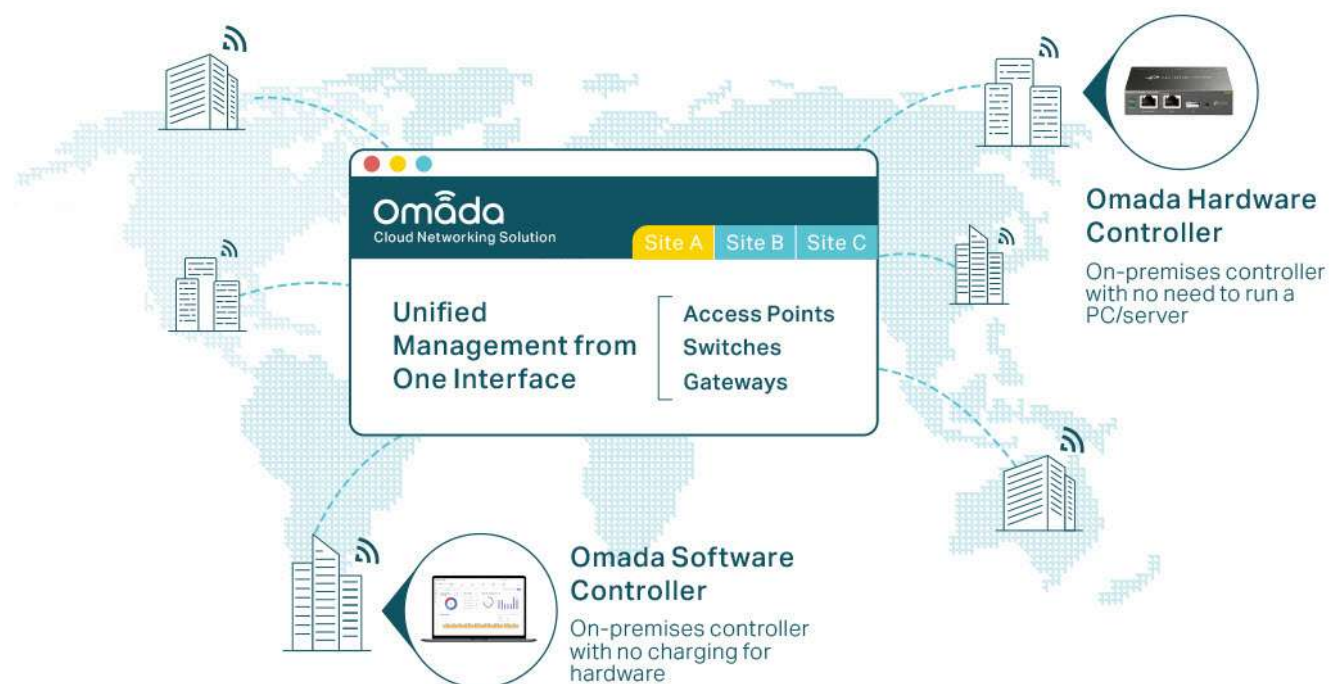 Omada
Cloud Networking Solution
Site A
Site B
Site C
Unified
Management from
One Interface
Access Points
Switches
Gateways
Omada Hardware
Controller
On-premises controller
with no need to run a
PC/server
Omada Software
Controller
On-premises controller
with no charging for
hardware